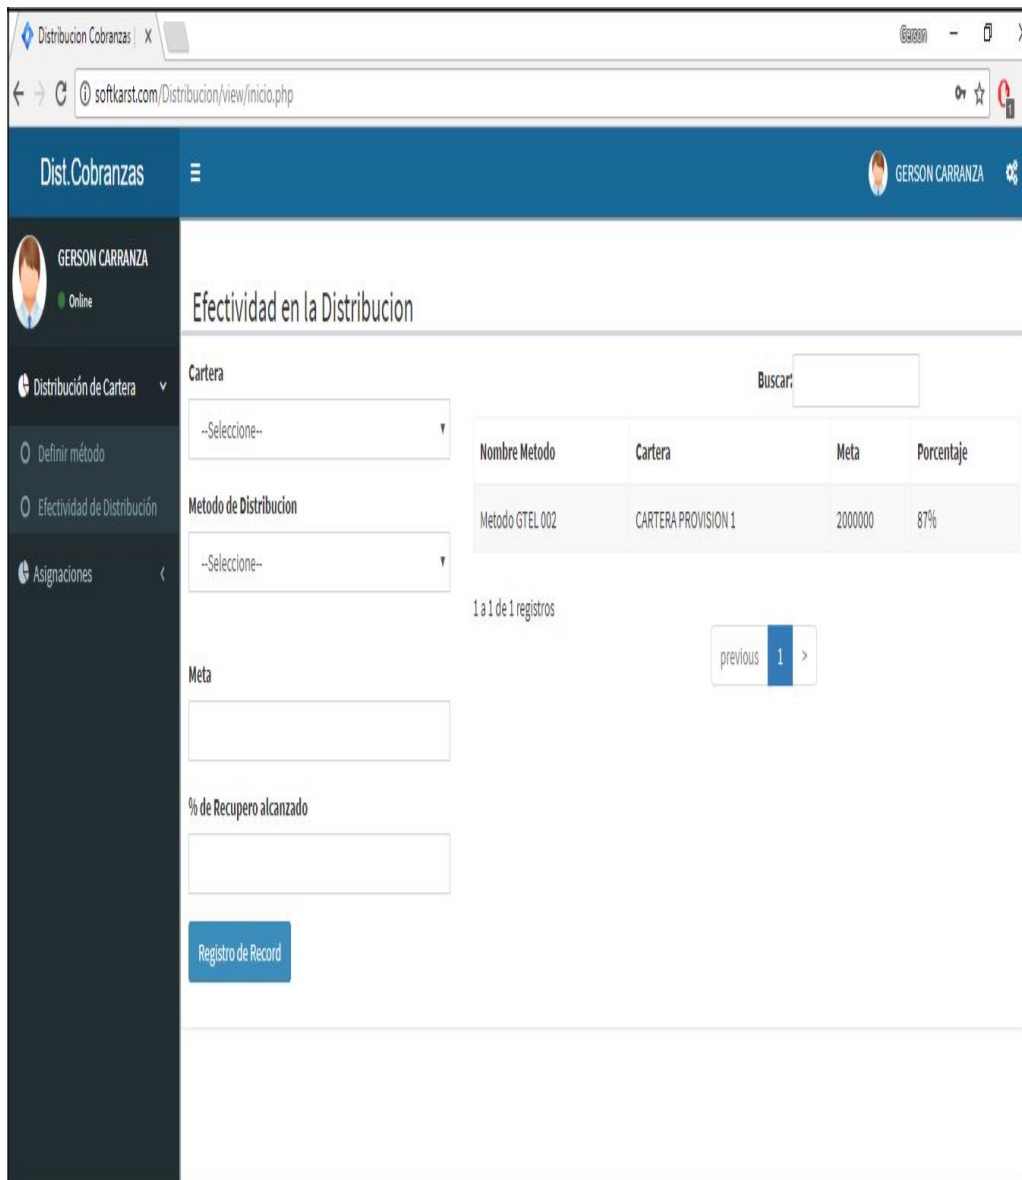 Distribucion Cobranzas | X
Gerson
softkarst.com/Distribucion/view/inicio.php
1
Dist.Cobranzas
GERSON CARRANZA
GERSON CARRANZA
Online
Distribución de Cartera
Definir método
Efectividad de Distribución
Asignaciones
Efectividad en la Distribucion
Cartera
--Seleccione--
Metodo de Distribucion
--Seleccione--
Meta
% de Recupero alcanzado
Registro de Record
Buscar:
Nombre Metodo Cartera Meta Porcentaje
Metodo GTEL 002 CARTERA PROVISION 1 2000000 87%
1 a 1 de 1 registros
previous 1 >